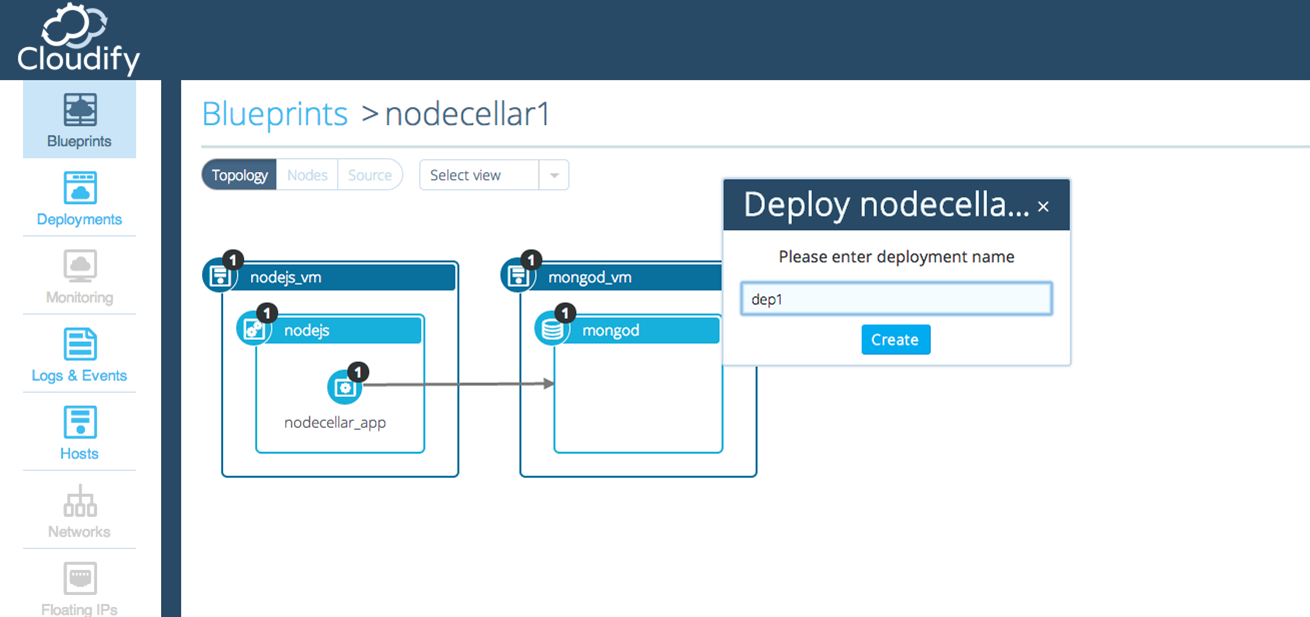 Cloudify
Blueprints
Deployments
Monitoring
Logs & Events
Hosts
Networks
Floating IPs
Blueprints > nodecellar1
Topology Nodes Source Select view
1 nodejs_vm
1 nodejs
1
nodecellar_app
1 mongod_vm
1 mongod
Deploy nodecella... ×
Please enter deployment name
dep1
Create